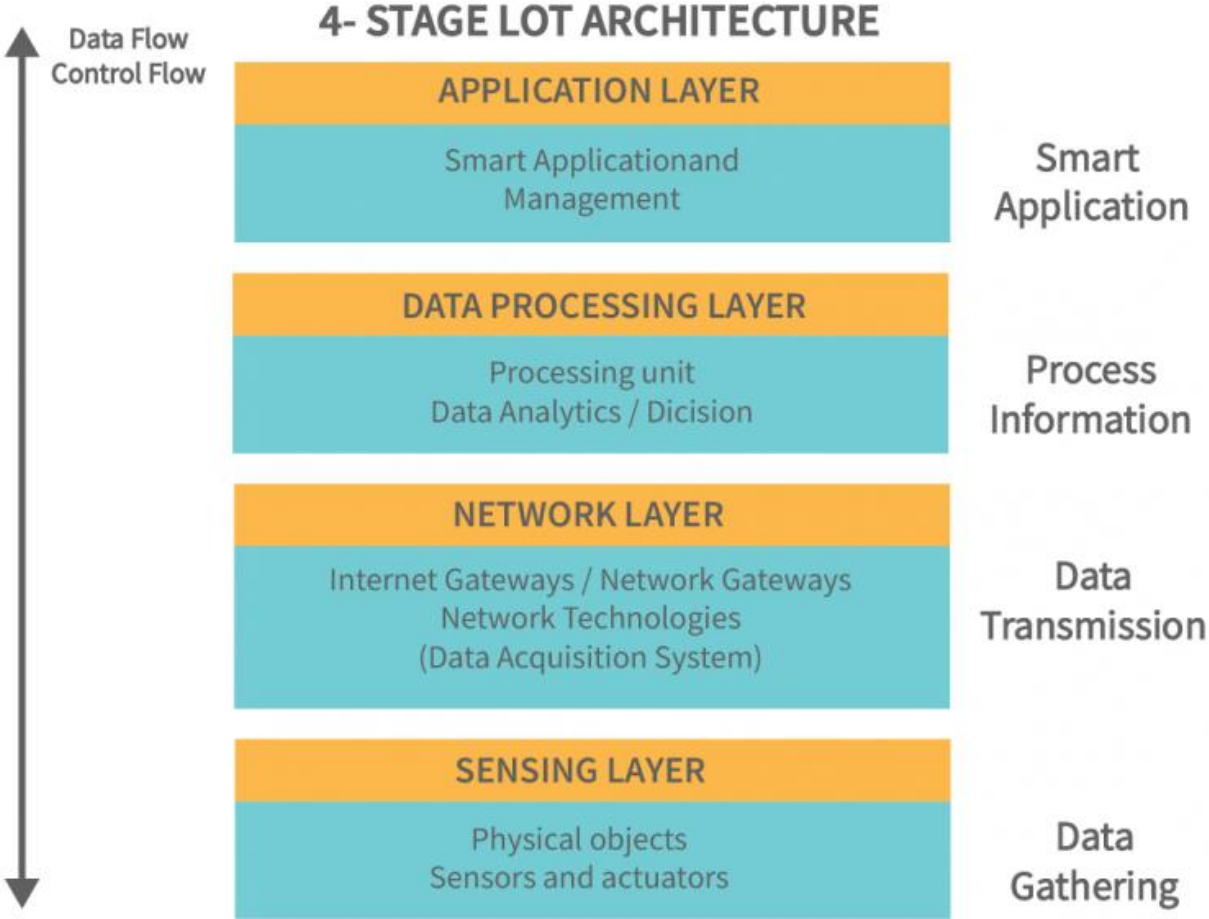 4- STAGE LOT ARCHITECTURE
Data Flow
Control Flow
APPLICATION LAYER
Smart Applicationand
Management
Smart
Application
DATA PROCESSING LAYER
Processing unit
Data Analytics / Dicision
Process
Information
NETWORK LAYER
Internet Gateways / Network Gateways
Network Technologies
(Data Acquisition System)
Data
Transmission
SENSING LAYER
Physical objects
Sensors and actuators
Data
Gathering